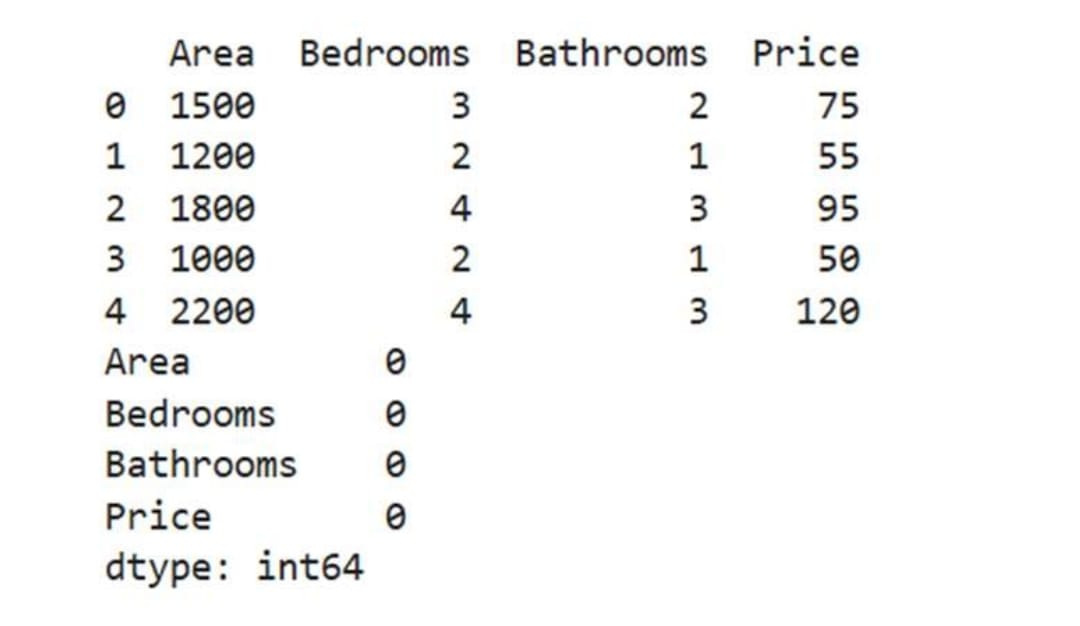 Area Bedrooms Bathrooms Price
0 1500 3 2 75
1 1200 2 1 55
2 1800 4 3 95
3 1000 2 1 50
4 2200 4 3 120
Area 0
Bedrooms 0
Bathrooms 0
Price 0
dtype: int64